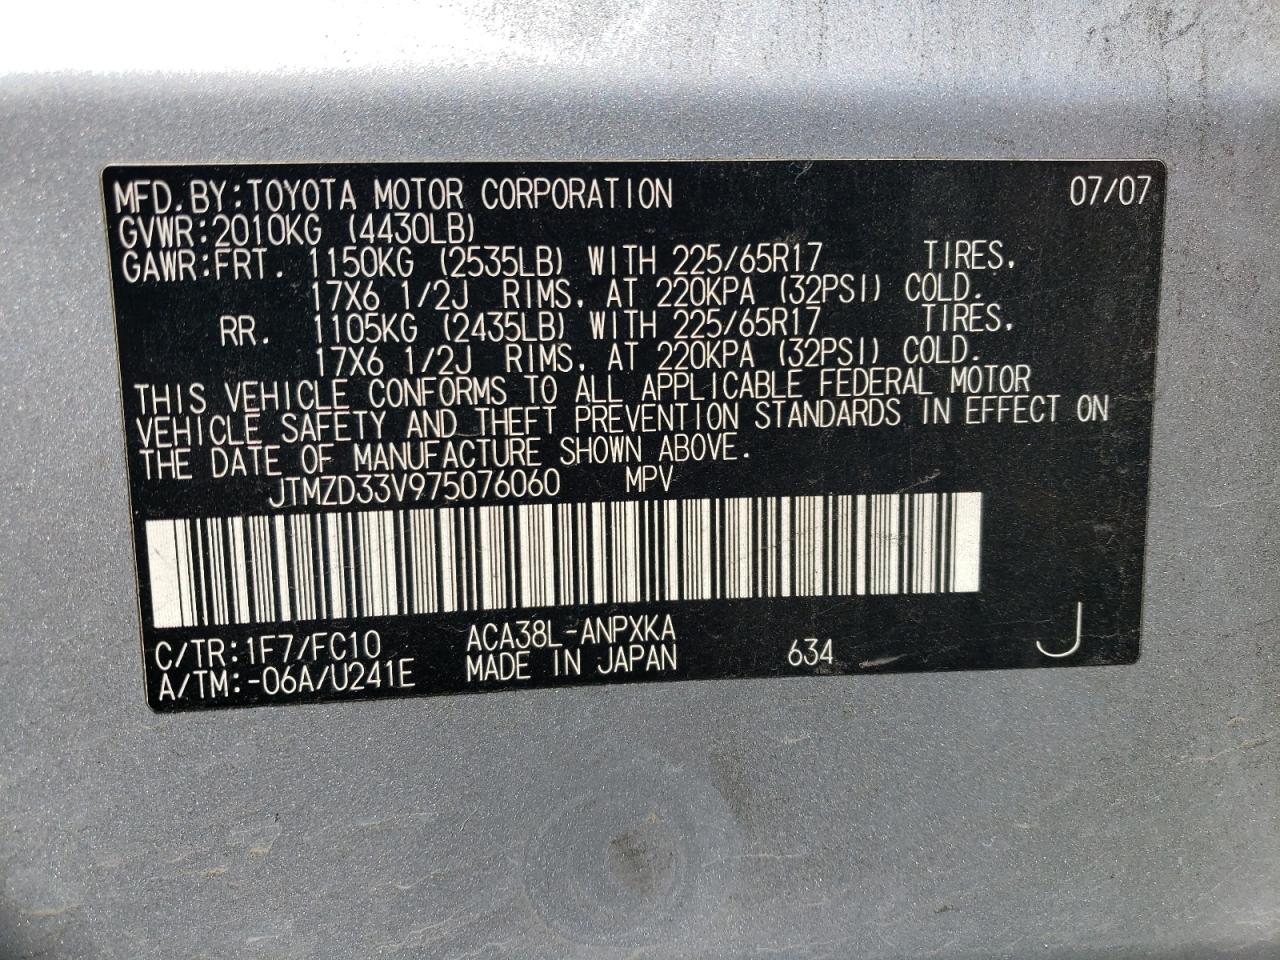 MFD. BY: TOYOTA MOTOR CORPORATION 07/07
GVWR: 2010KG (4430LB)
GAWR: FRT. 1150KG (2535LB) WITH 225/65R17 TIRES,
17X6 1/2J RIMS, AT 220KPA (32PSI) COLD.
RR. 1105KG (2435LB) WITH 225/65R17 TIRES,
17X6 1/2J RIMS, AT 220KPA (32PSI) COLD.
THIS VEHICLE CONFORMS TO ALL APPLICABLE FEDERAL MOTOR
VEHICLE SAFETY AND THEFT PREVENTION STANDARDS IN EFFECT ON
THE DATE OF MANUFACTURE SHOWN ABOVE.
JTMZD33V975076060 MPV
C/TR: 1F7/FC10 ACA38L-ANPXKA
A/TM: -06A/U241E MADE IN JAPAN 634 J